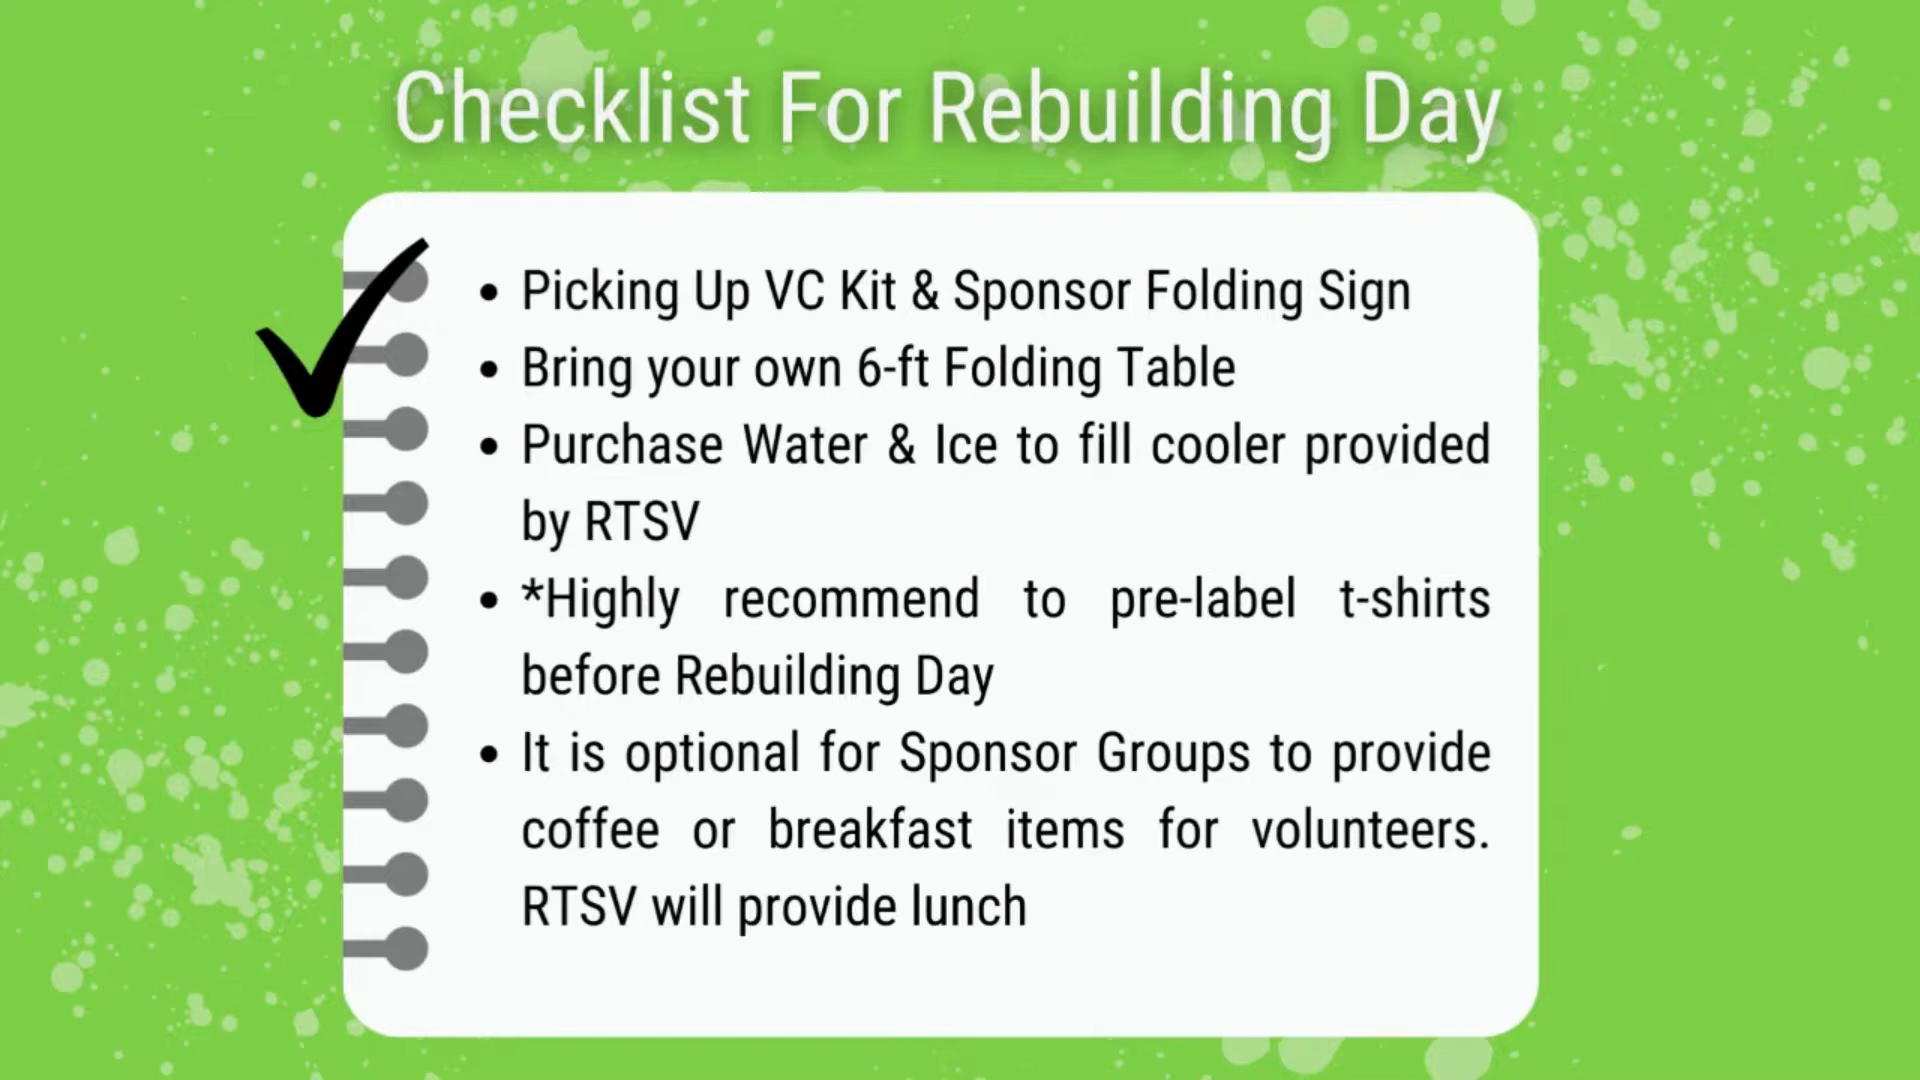 Checklist For Rebuilding Day
• Picking Up VC Kit & Sponsor Folding Sign
• Bring your own 6-ft Folding Table
• Purchase Water & Ice to fill cooler provided
by RTSV
• *Highly recommend to pre-label t-shirts
before Rebuilding Day
• It is optional for Sponsor Groups to provide
coffee or breakfast items for volunteers.
RTSV will provide lunch